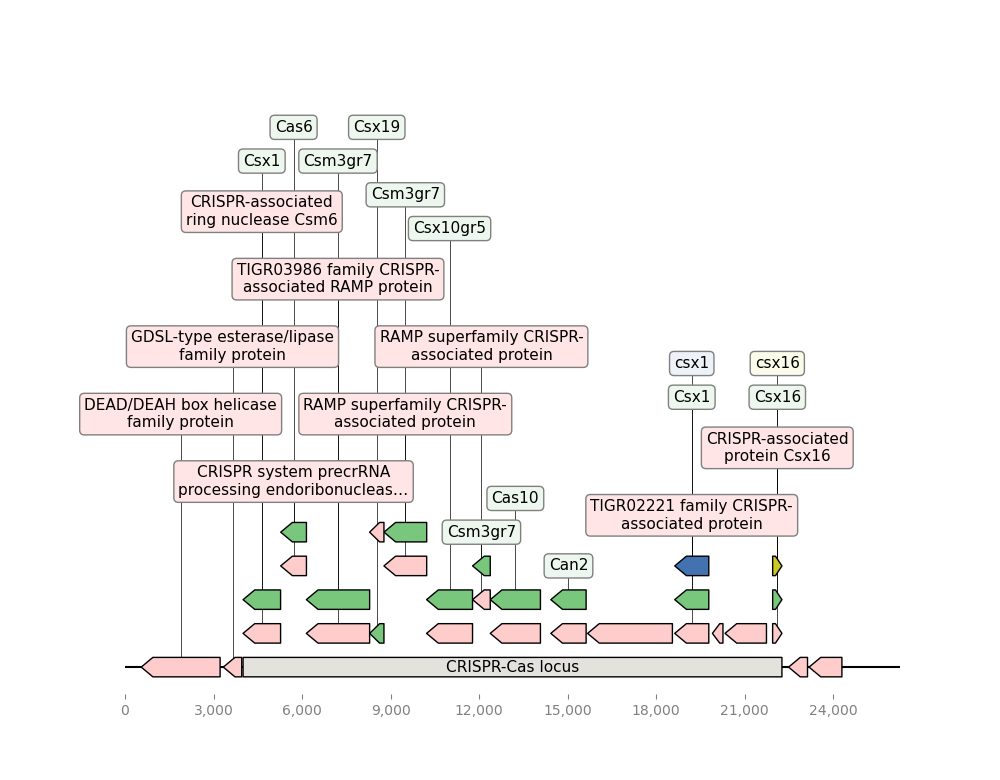 Cas6
Csx19
Csx1
Csm3gr7
CRISPR-associated
ring nuclease Csm6
Csm3gr7
Csx10gr5
TIGR03986 family CRISPR-
associated RAMP protein
GDSL-type esterase/lipase
family protein
RAMP superfamily CRISPR-
associated protein
csx1
csx16
Csx1
Csx16
DEAD/DEAH box helicase
family protein
RAMP superfamily CRISPR-
associated protein
CRISPR-associated
protein Csx16
CRISPR system precrRNA
processing endoribonucleas…
Cas10
TIGR02221 family CRISPR-
associated protein
Csm3gr7
Can2
CRISPR-Cas locus
0
3,000
6,000
9,000
12,000
15,000
18,000
21,000
24,000